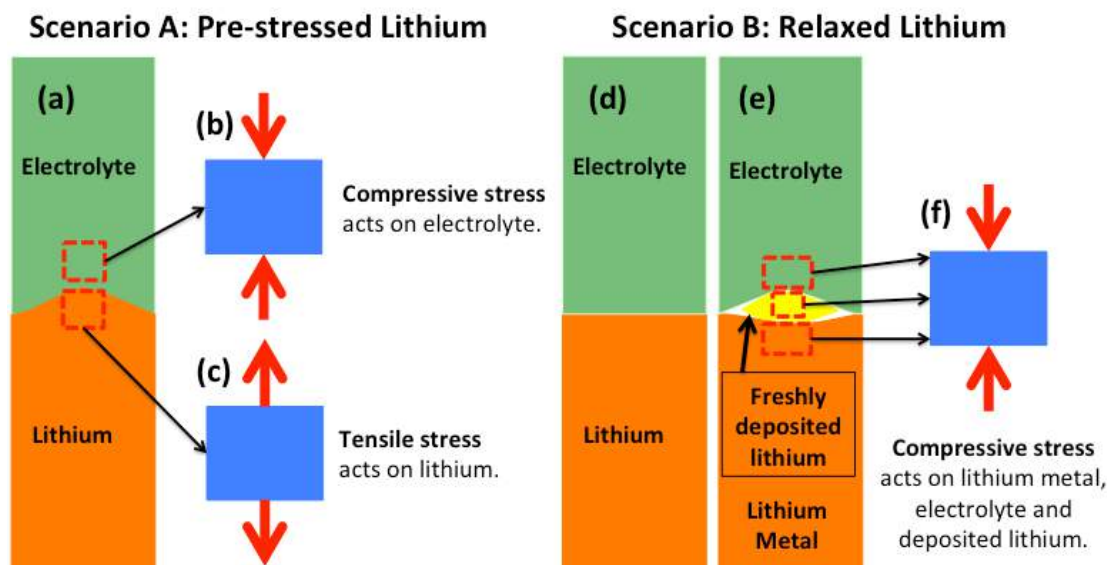 Scenario A: Pre-stressed Lithium
(a)
Electrolyte
(b)
Compressive stress
acts on electrolyte.
(c)
Lithium
Tensile stress
acts on lithium.
Scenario B: Relaxed Lithium
(d)
Electrolyte
Lithium
(e)
Electrolyte
Freshly
deposited
lithium
Lithium
Metal
(f)
Compressive stress
acts on lithium metal,
electrolyte and
deposited lithium.